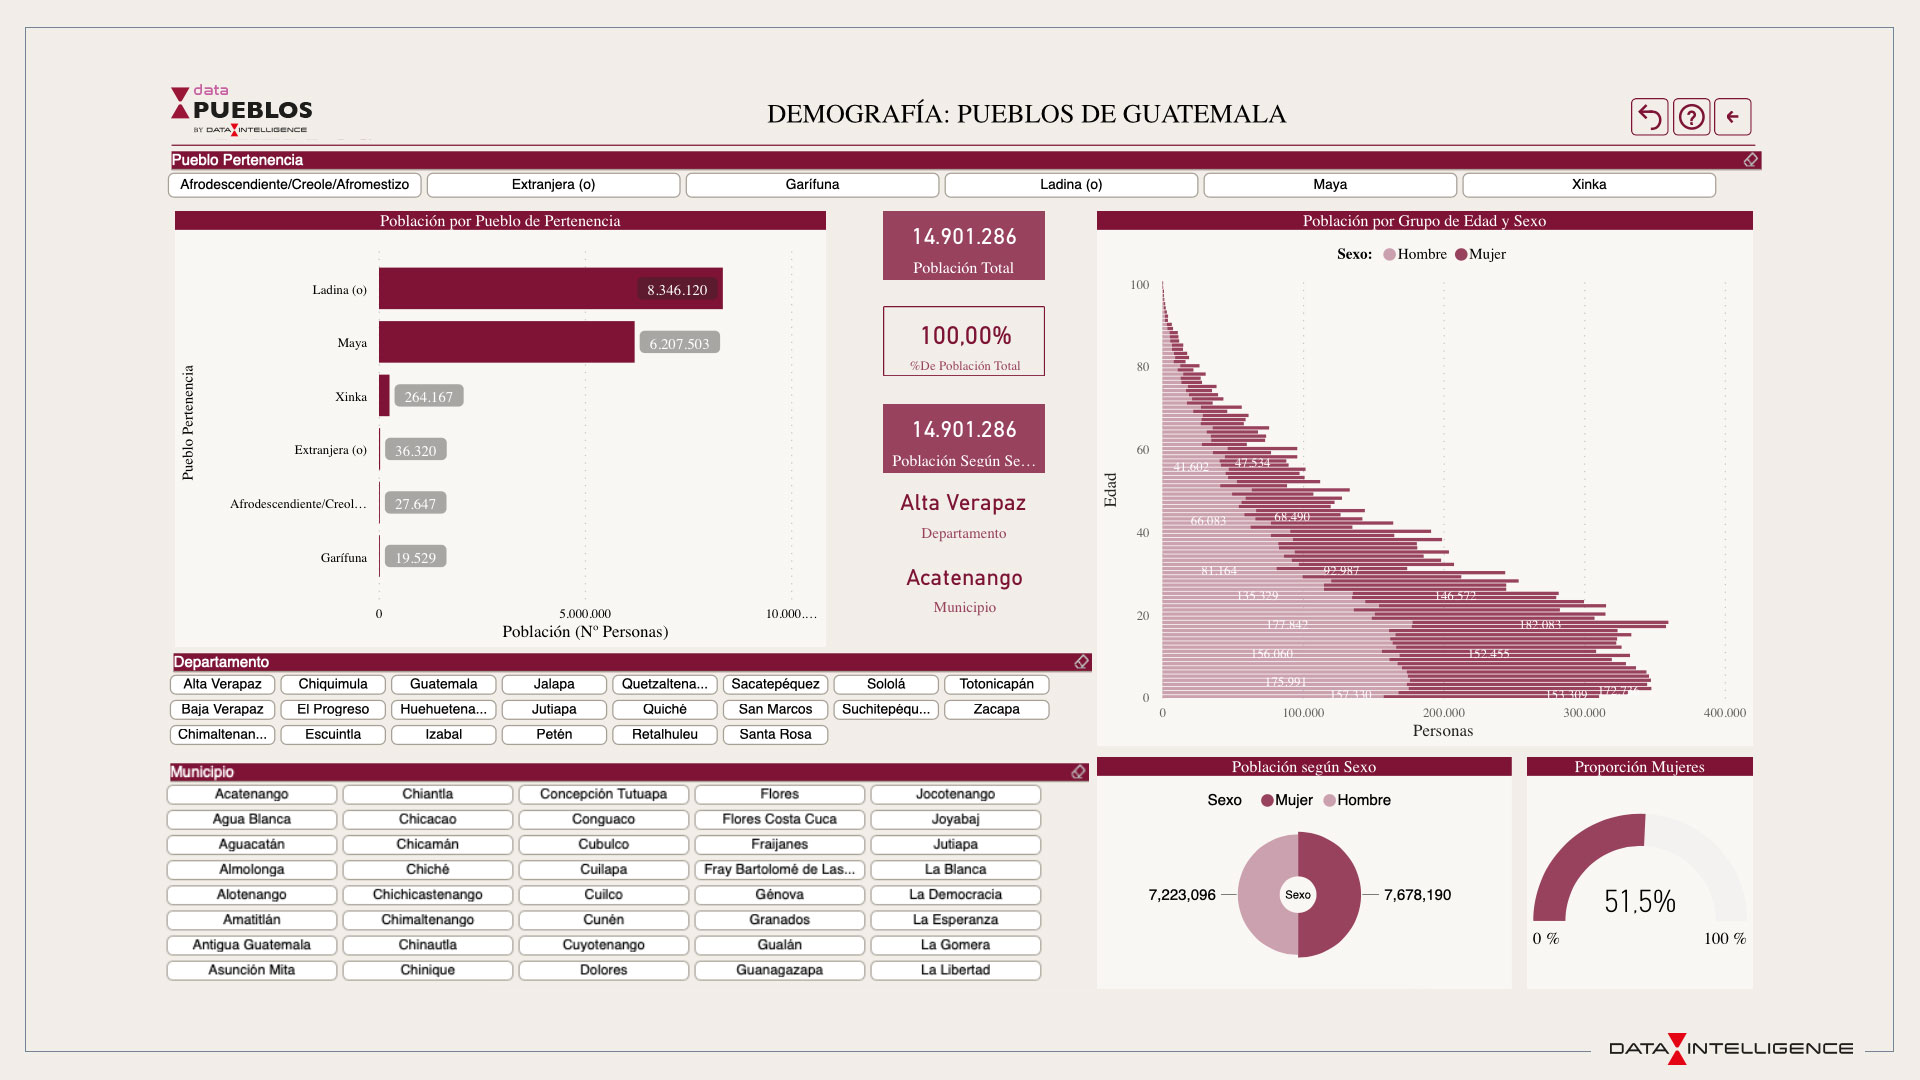 data
PUEBLOS
BY DATA INTELLIGENCE
DEMOGRAFÍA: PUEBLOS DE GUATEMALA
Pueblo Pertenencia
Afrodescendiente/Creole/Afromestizo
Extranjera (o)
Garífuna
Ladina (o)
Maya
Xinka
Población por Pueblo de Pertenencia
Pueblo Pertenencia
Ladina (o)
8.346.120
Maya
6.207.503
Xinka
264.167
Extranjera (o)
36.320
Afrodescendiente/Creol…
27.647
Garífuna
19.529
0
5.000.000
10.000.…
Población (Nº Personas)
14.901.286
Población Total
100,00%
%De Población Total
14.901.286
Población Según Se…
Alta Verapaz
Departamento
Acatenango
Municipio
Población por Grupo de Edad y Sexo
Sexo: Hombre Mujer
Edad
100
80
60
40
20
0
41.602 47.534
66.083 68.490
81.164 92.987
135.329 146.572
177.842 182.083
156.060 152.455
175.991
157.330 153.309
0 100.000 200.000 300.000 400.000
Personas
Departamento
Alta Verapaz Chiquimula Guatemala Jalapa Quetzaltena... Sacatepéquez Sololá Totonicapán
Baja Verapaz El Progreso Huehuetena... Jutiapa Quiché San Marcos Suchitepéqu... Zacapa
Chimaltenan... Escuintla Izabal Petén Retalhuleu Santa Rosa
Municipio
Acatenango Chiantla Concepción Tutuapa Flores Jocotenango
Agua Blanca Chicacao Conguaco Flores Costa Cuca Joyabaj
Aguacatán Chicamán Cubulco Fraijanes Jutiapa
Almolonga Chiché Cuilapa Fray Bartolomé de Las... La Blanca
Alotenango Chichicastenango Cuilco Génova La Democracia
Amatitlán Chimaltenango Cunén Granados La Esperanza
Antigua Guatemala Chinautla Cuyotenango Gualán La Gomera
Asunción Mita Chinique Dolores Guanagazapa La Libertad
Población según Sexo
Sexo Mujer Hombre
7,223,096
Sexo
7,678,190
Proporción Mujeres
51,5%
0 % 100 %
DATA INTELLIGENCE